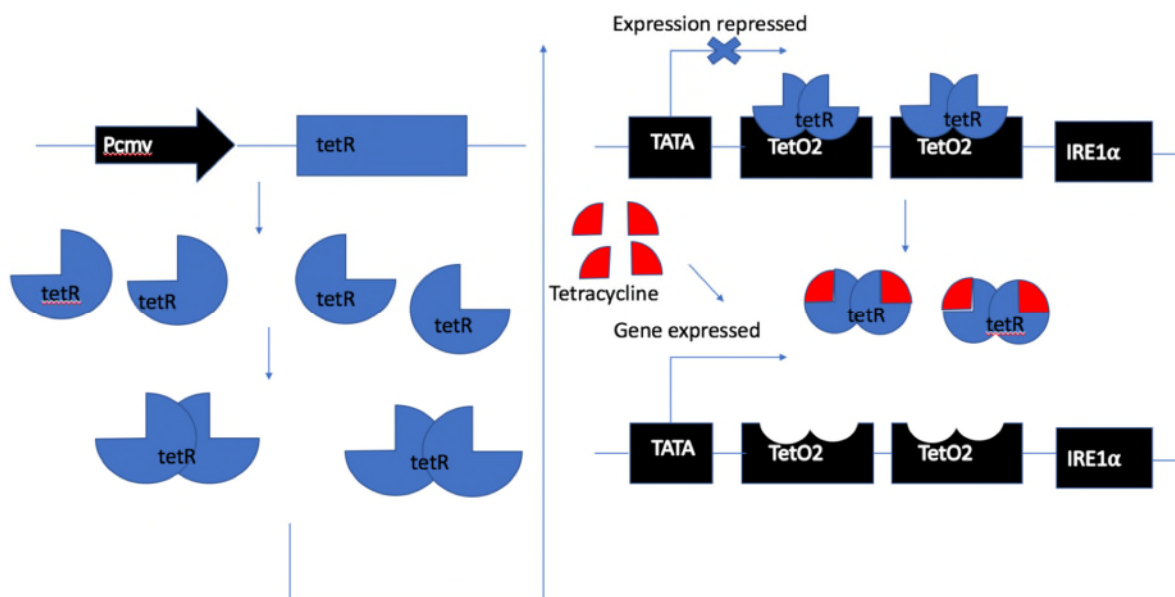 Pcmv
tetR
tetR
tetR
tetR
tetR
tetR
tetR
Expression repressed
tetR
tetR
TATA
TetO2
TetO2
IRE1α
Tetracycline
tetR
tetR
Gene expressed
TATA
TetO2
TetO2
IRE1α